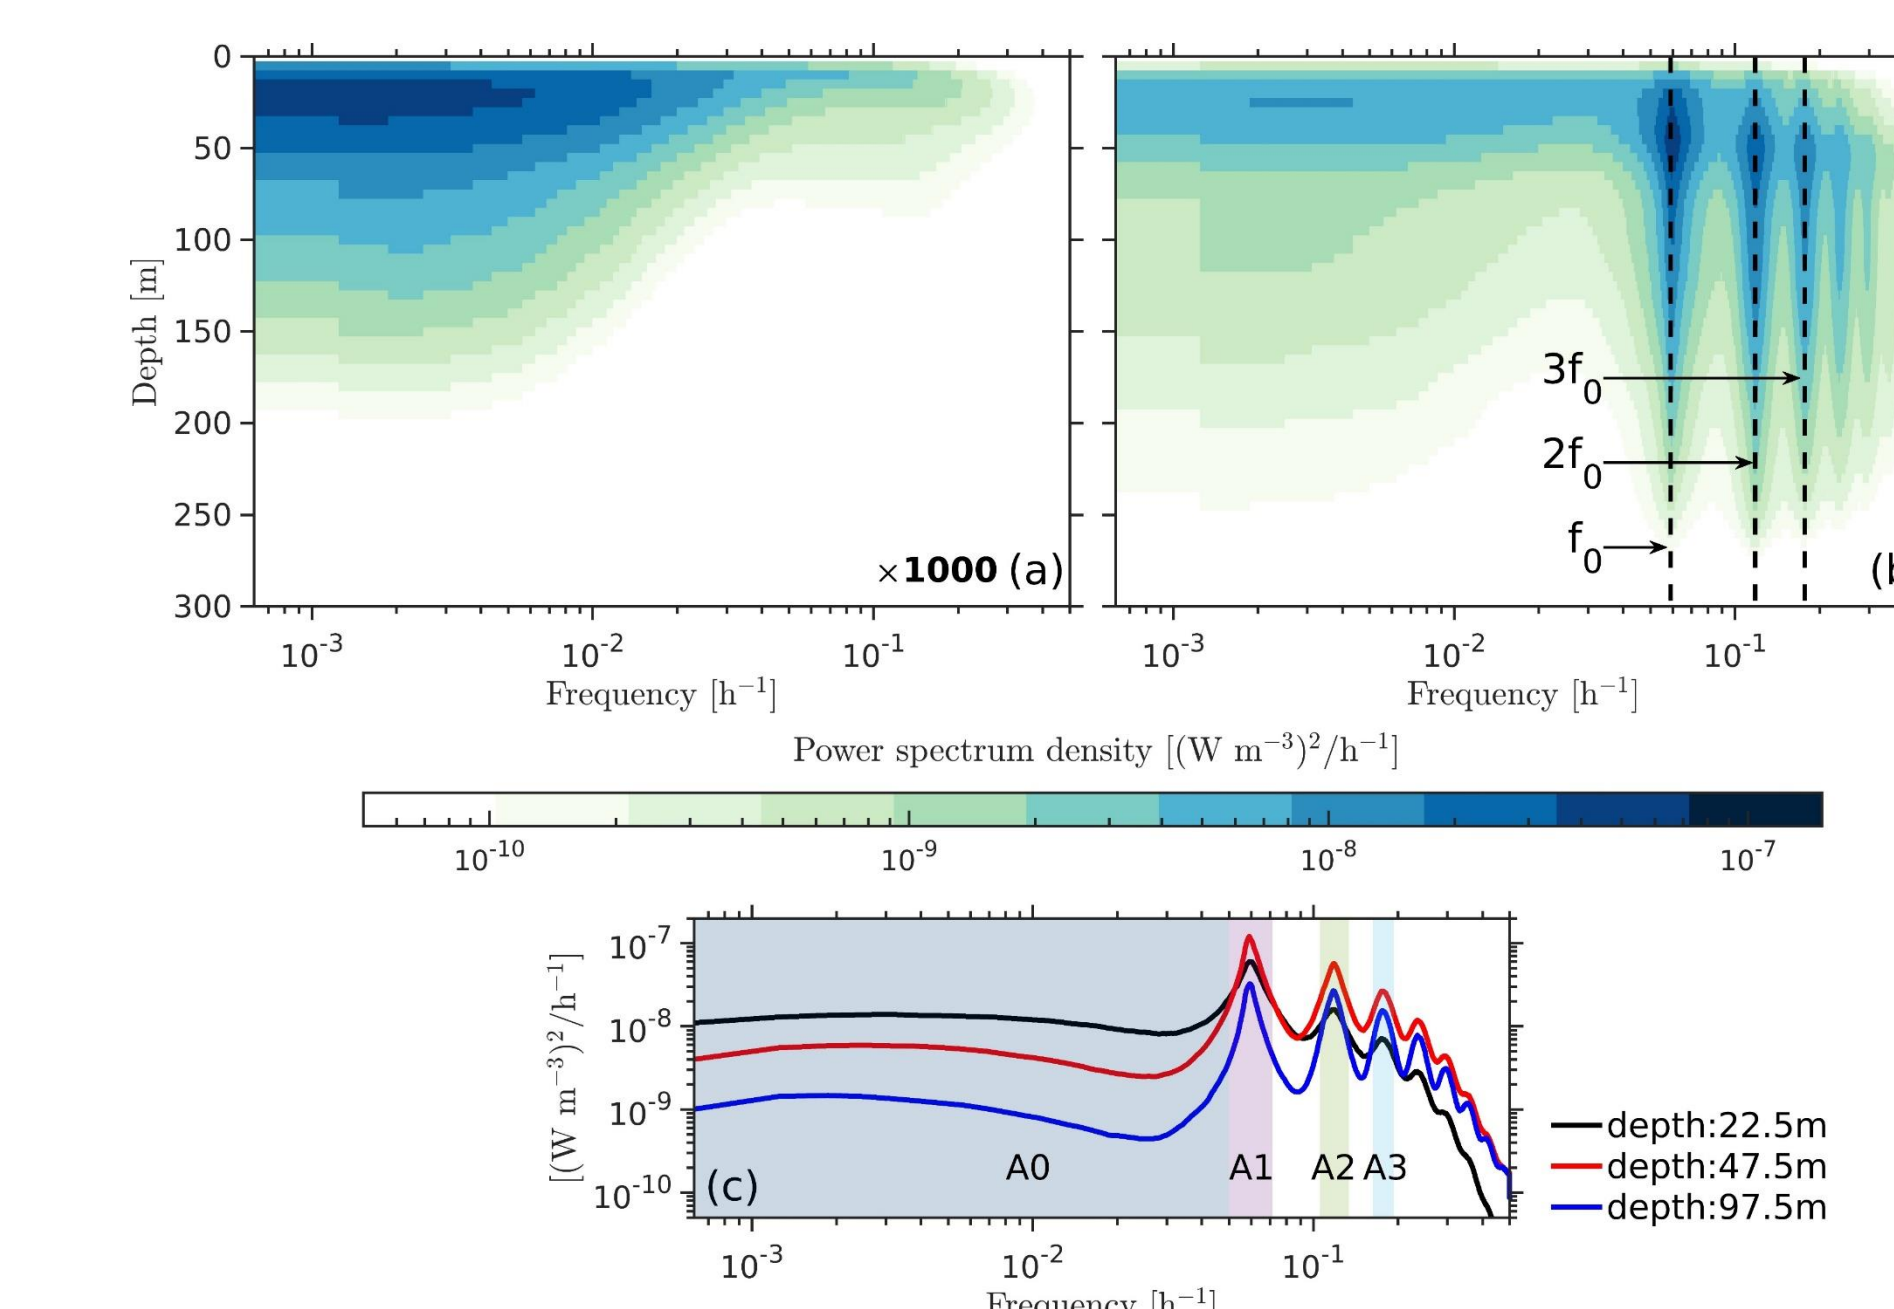 0
50
100
150
200
250
300
Depth [m]
×1000 (a)
3f0
2f0
f0
(b
10-3 10-2 10-1
10-3 10-2 10-1
Frequency [h−1]
Frequency [h−1]
Power spectrum density [(W m−3)2/h−1]
10-10 10-9 10-8 10-7
10-7
10-8
10-9
10-10
[(W m−3)2/h−1]
A0 A1 A2 A3
(c)
depth:22.5m
depth:47.5m
depth:97.5m
10-3 10-2 10-1
Frequency [h−1]